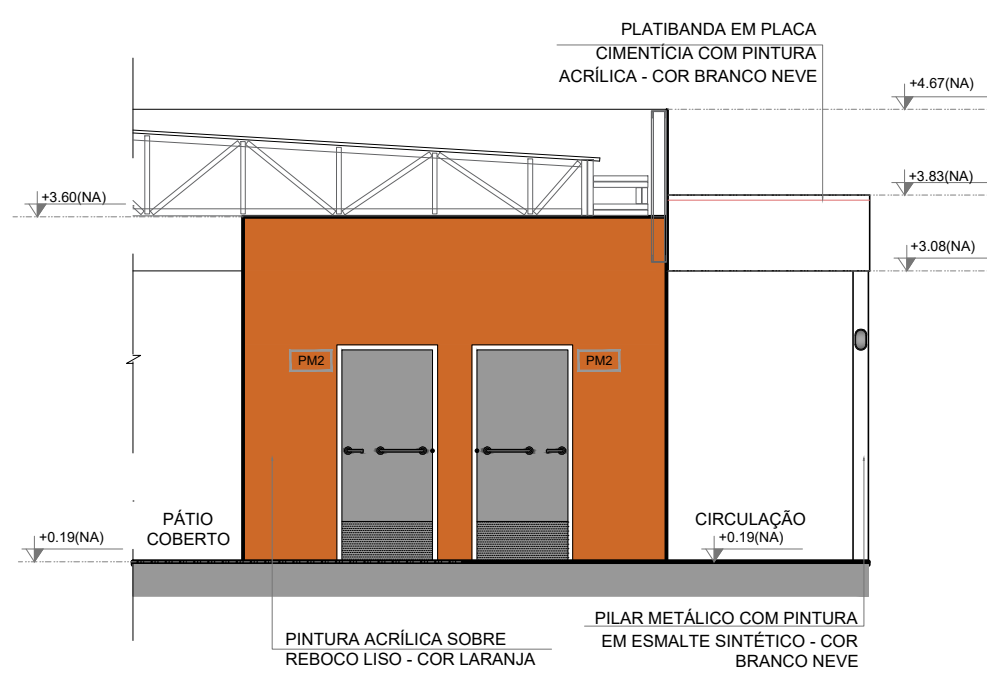 PLATIBANDA EM PLACA
CIMENTÍCIA COM PINTURA
ACRÍLICA - COR BRANCO NEVE
+4.67(NA)
+3.83(NA)
+3.60(NA)
+3.08(NA)
PM2
PM2
PÁTIO
COBERTO
+0.19(NA)
CIRCULAÇÃO
+0.19(NA)
PINTURA ACRÍLICA SOBRE
REBOCO LISO - COR LARANJA
PILAR METÁLICO COM PINTURA
EM ESMALTE SINTÉTICO - COR
BRANCO NEVE